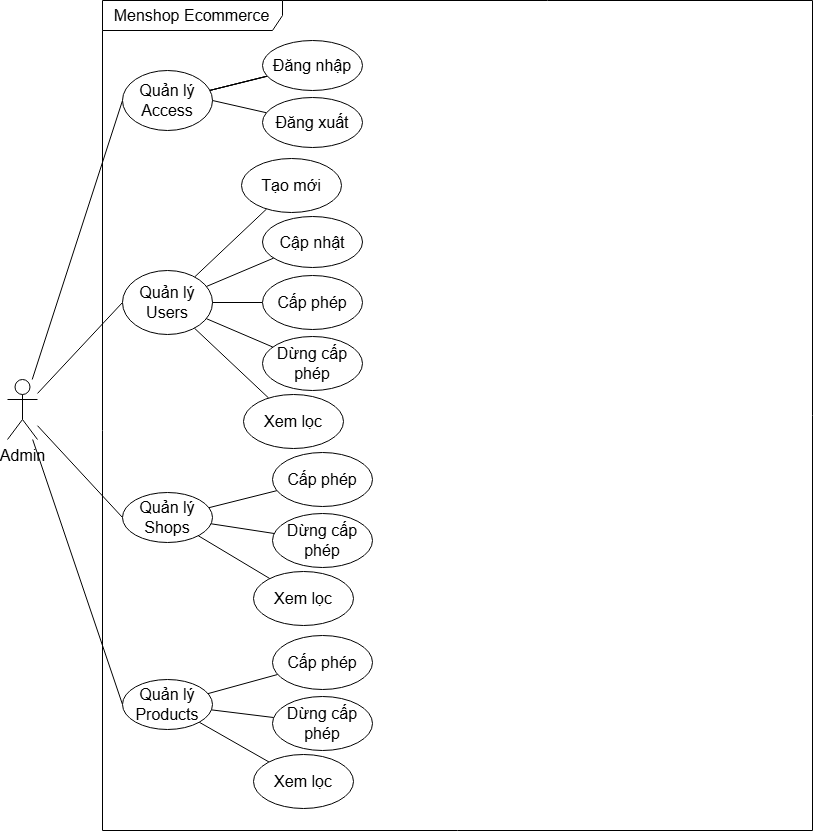 Menshop Ecommerce
Quản lý
Access
Đăng nhập
Đăng xuất
Quản lý
Users
Tạo mới
Cập nhật
Cấp phép
Dừng cấp
phép
Xem lọc
Admin
Quản lý
Shops
Cấp phép
Dừng cấp
phép
Xem lọc
Quản lý
Products
Cấp phép
Dừng cấp
phép
Xem lọc